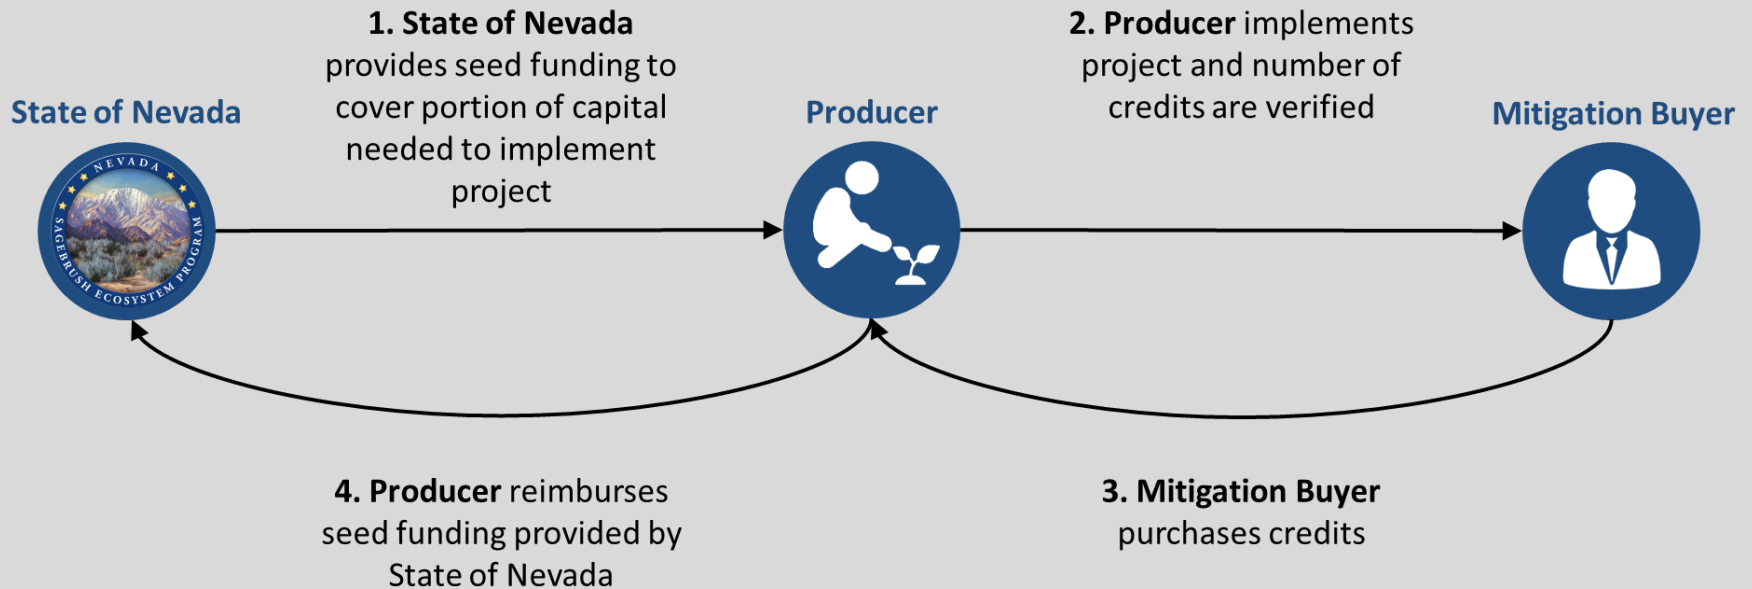 1. State of Nevada
provides seed funding to
cover portion of capital
needed to implement
project
2. Producer implements
project and number of
credits are verified
State of Nevada
Producer
Mitigation Buyer
NEVADA
SAGEBRUSH ECOSYSTEM PROGRAM
4. Producer reimburses
seed funding provided by
State of Nevada
3. Mitigation Buyer
purchases credits